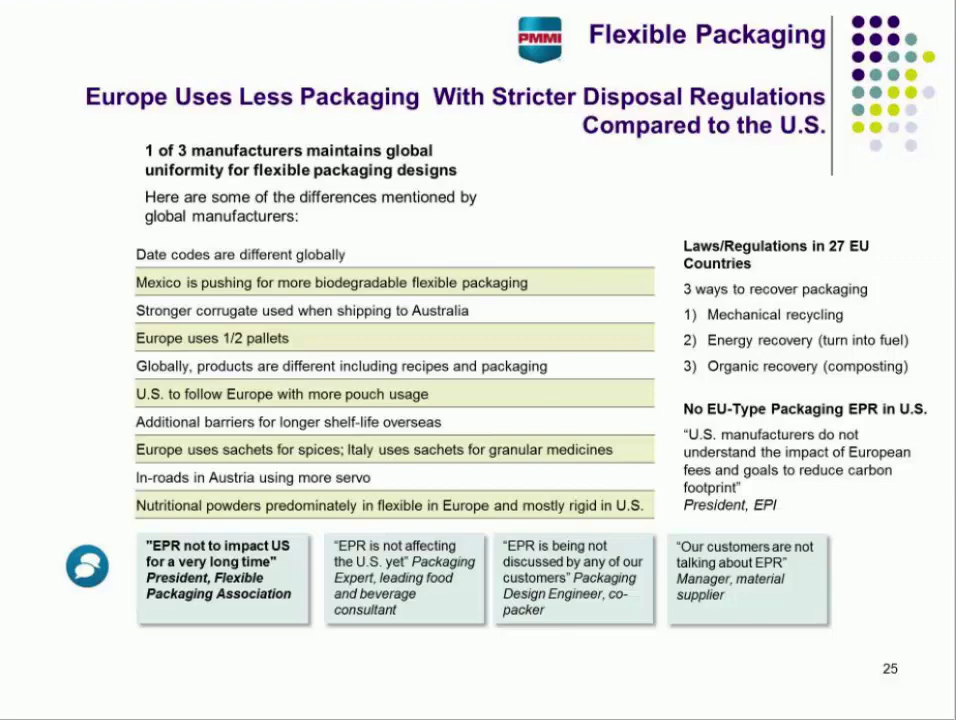 PMMI
Flexible Packaging
Europe Uses Less Packaging With Stricter Disposal Regulations
Compared to the U.S.
1 of 3 manufacturers maintains global
uniformity for flexible packaging designs
Here are some of the differences mentioned by
global manufacturers:
Date codes are different globally
Mexico is pushing for more biodegradable flexible packaging
Stronger corrugate used when shipping to Australia
Europe uses 1/2 pallets
Globally, products are different including recipes and packaging
U.S. to follow Europe with more pouch usage
Additional barriers for longer shelf-life overseas
Europe uses sachets for spices; Italy uses sachets for granular medicines
In-roads in Austria using more servo
Nutritional powders predominately in flexible in Europe and mostly rigid in U.S.
Laws/Regulations in 27 EU
Countries
3 ways to recover packaging
1) Mechanical recycling
2) Energy recovery (turn into fuel)
3) Organic recovery (composting)
No EU-Type Packaging EPR in U.S.
“U.S. manufacturers do not
understand the impact of European
fees and goals to reduce carbon
footprint”
President, EPI
"EPR not to impact US
for a very long time"
President, Flexible
Packaging Association
“EPR is not affecting
the U.S. yet” Packaging
Expert, leading food
and beverage
consultant
“EPR is being not
discussed by any of our
customers” Packaging
Design Engineer, co-
packer
“Our customers are not
talking about EPR”
Manager, material
supplier
25